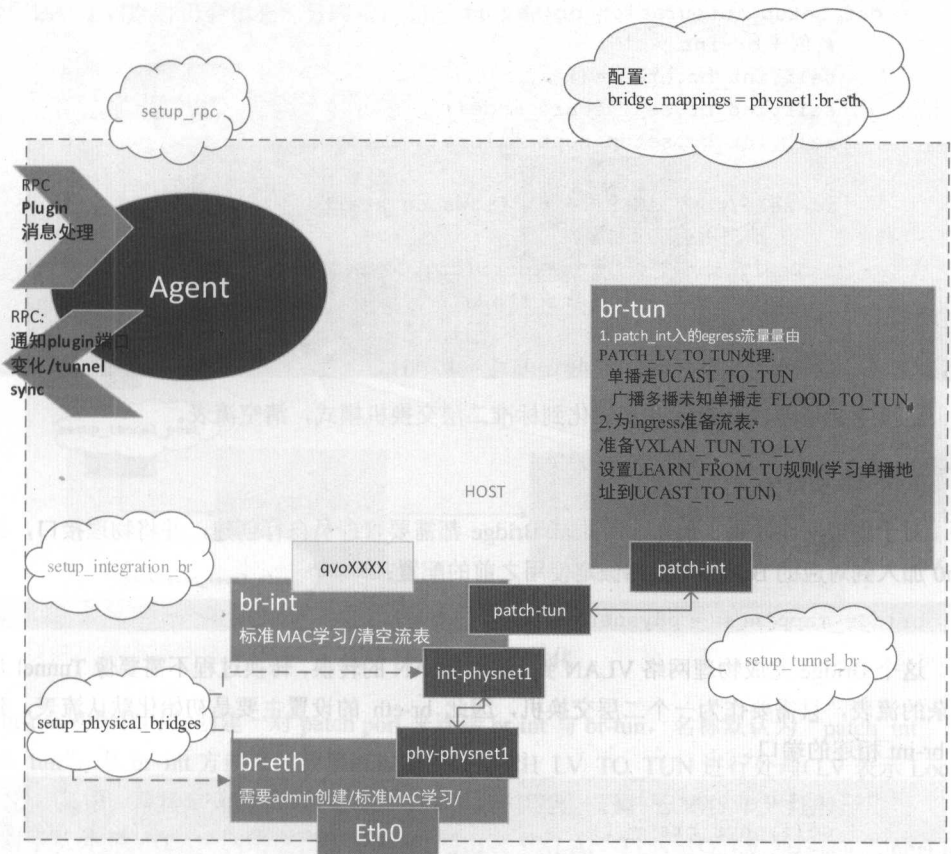 配置:
bridge_mappings = physnet1:br-eth
setup_rpc
RPC
Plugin
消息处理
Agent
RPC:
通知plugin端口
变化/tunnel
sync
br-tun
1. patch_int入的egress流量量由
PATCH_LV_TO_TUN处理:
单播走UCAST_TO_TUN
广播多播未知单播走 FLOOD_TO_TUN
2.为ingress准备流表:
准备VXLAN_TUN_TO_LV
设置LEARN_FROM_TU规则(学习单播地
址到UCAST_TO_TUN)
HOST
patch-int
setup_integration_br
qvoXXXX
br-int
标准MAC学习/清空流表
patch-tun
setup_tunnel_br
int-physnet1
setup_physical_bridges
phy-physnet1
br-eth
需要admin创建/标准MAC学习/
Eth0